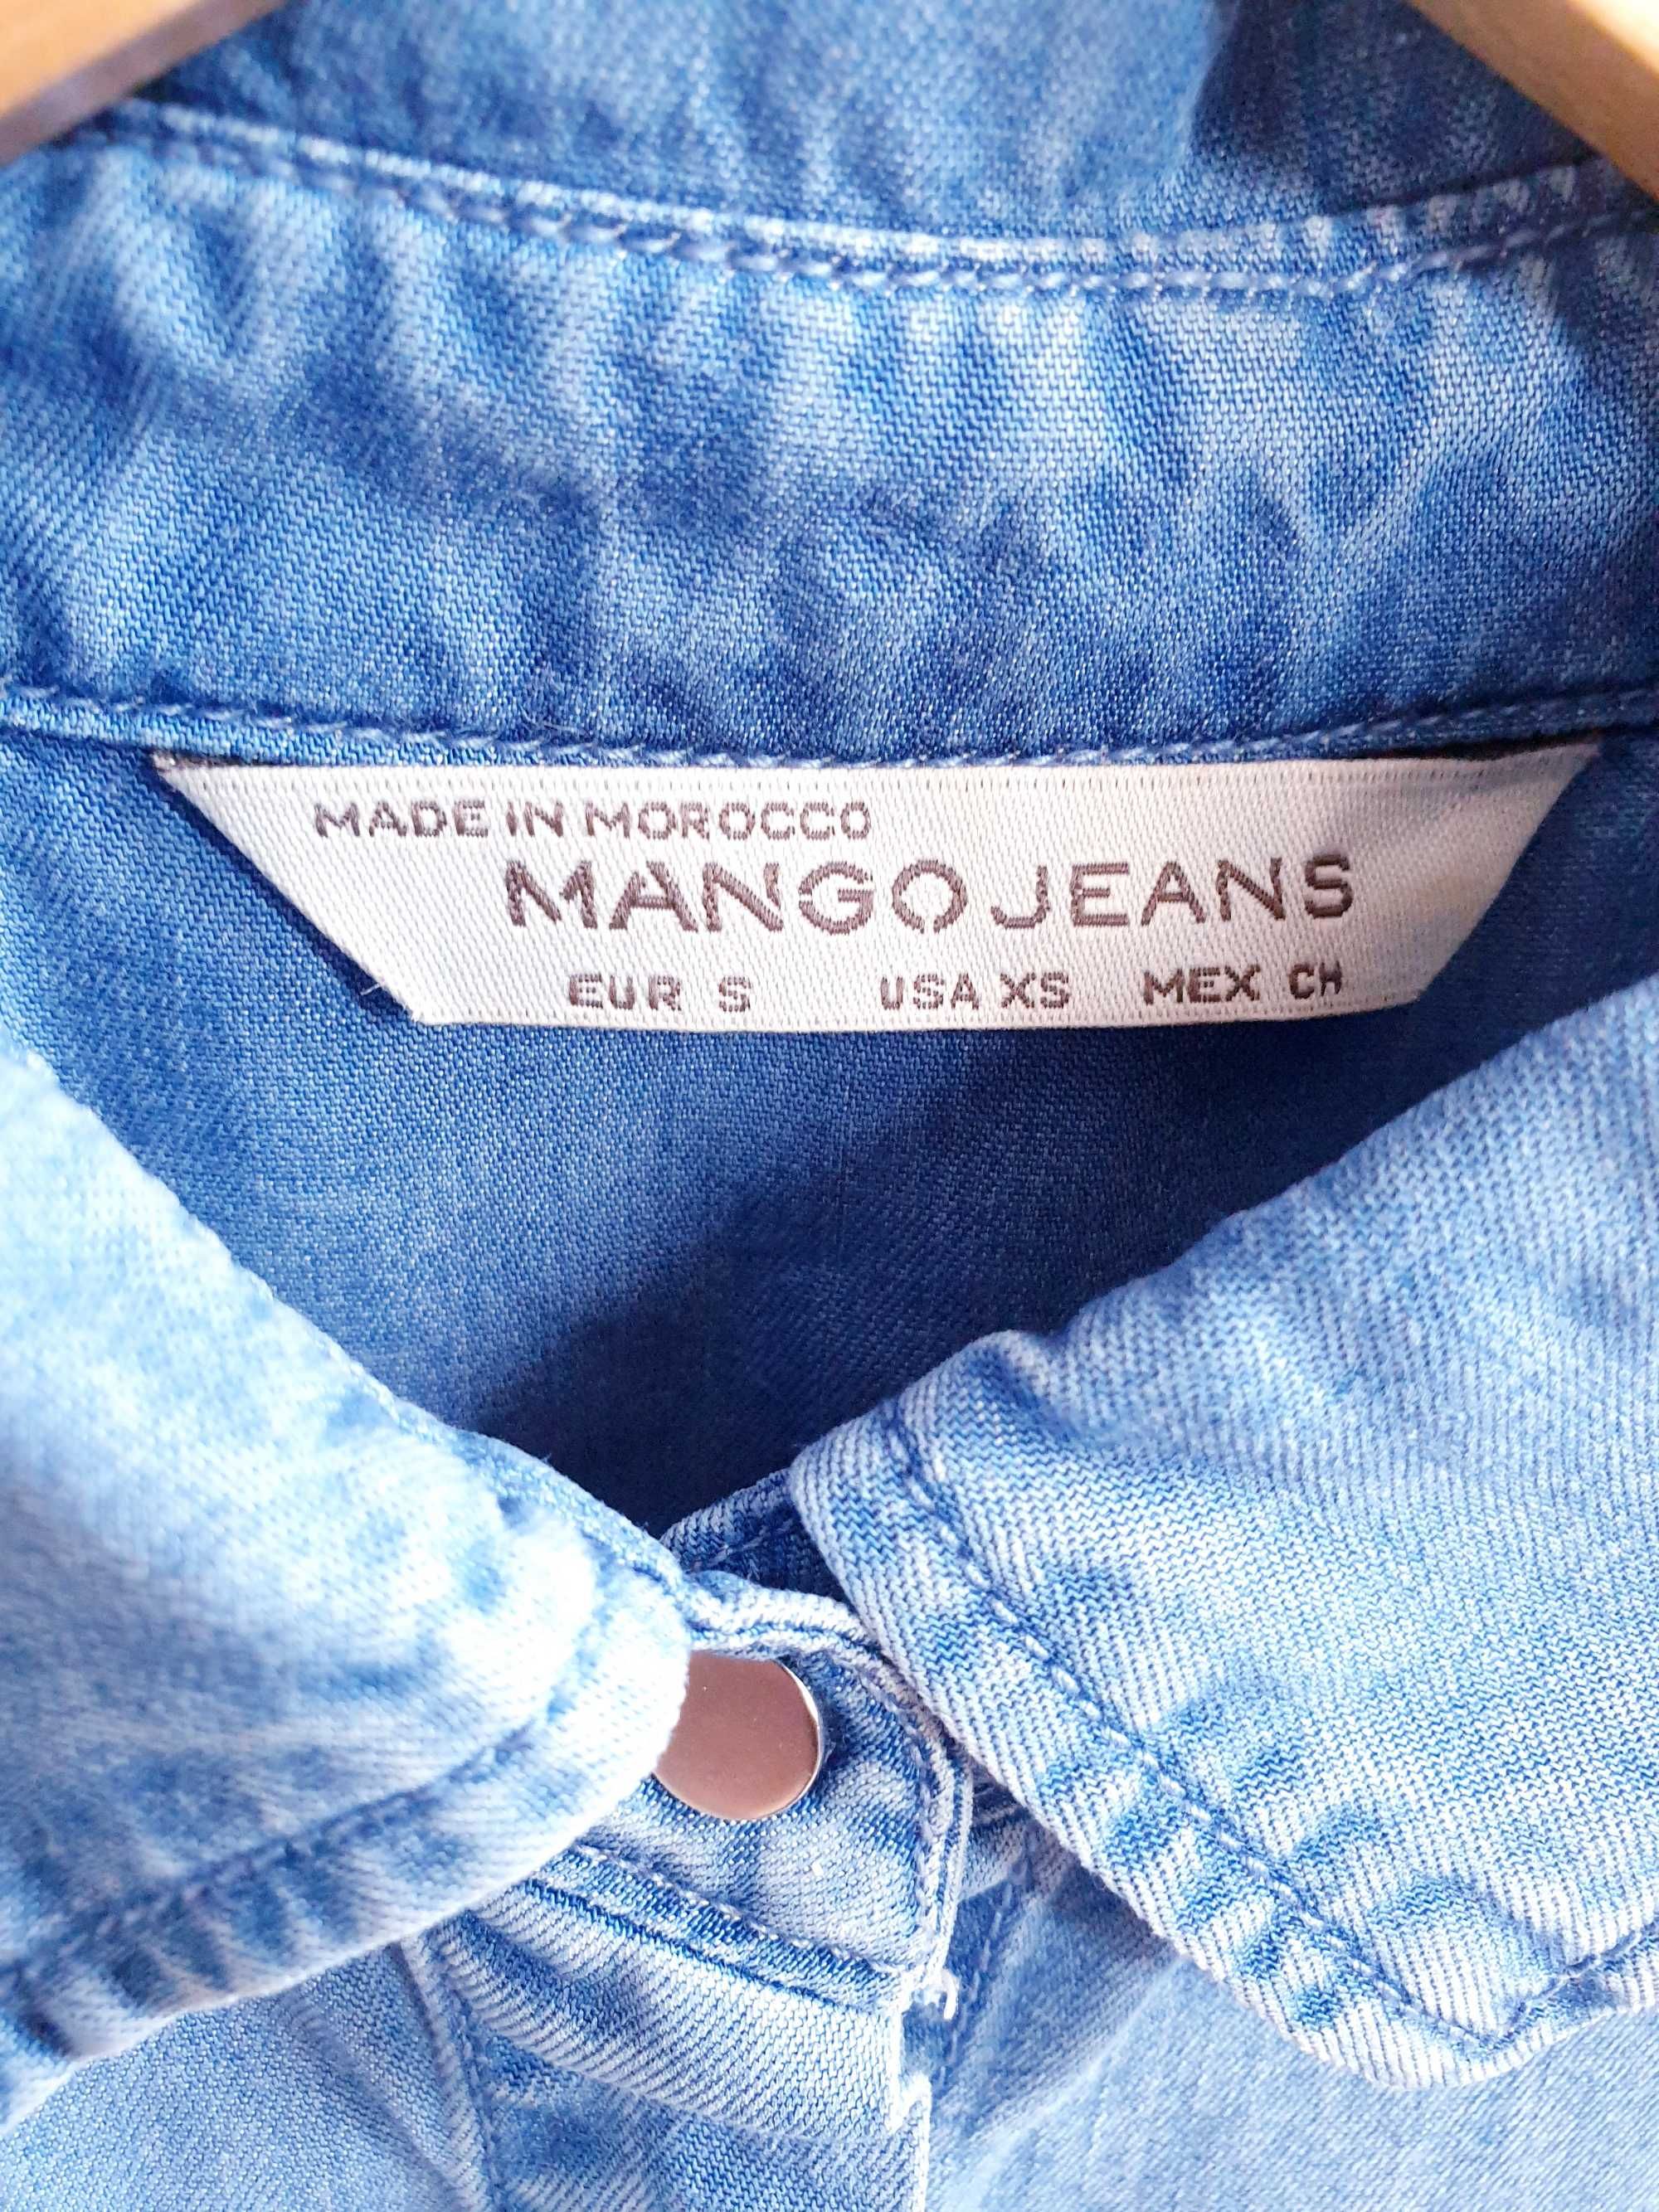 MADE IN MOROCCO
MANGO JEANS
EUR S USA XS MEX CH